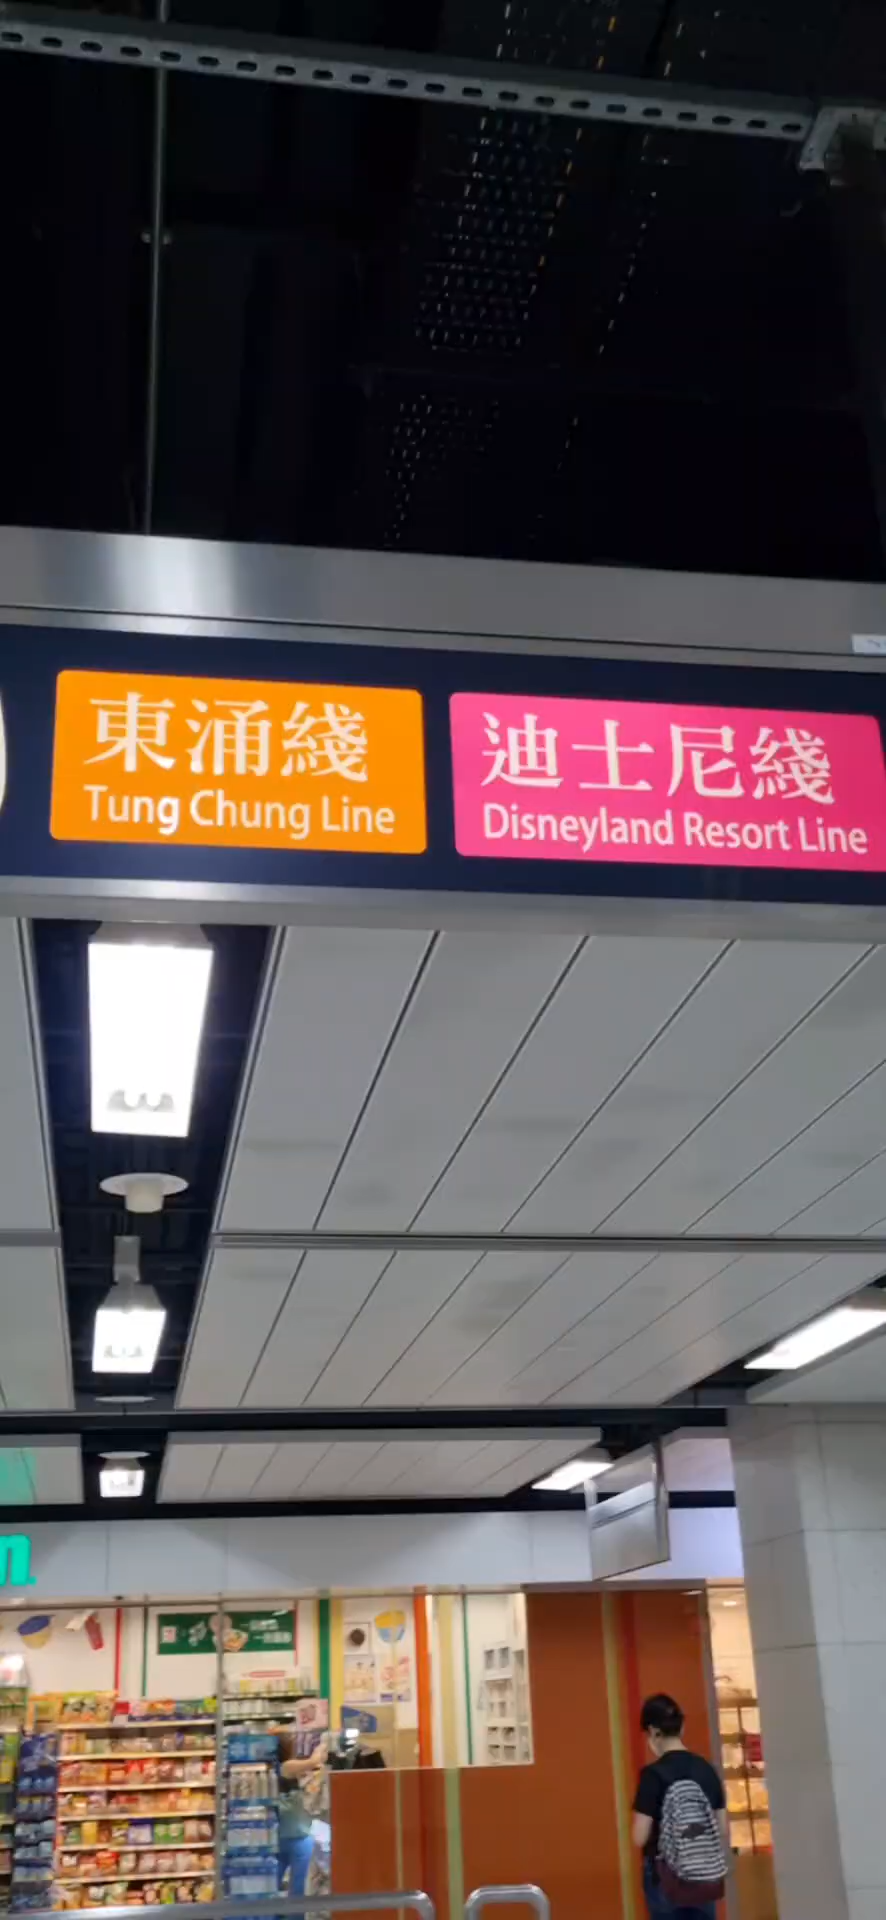 東涌綫
Tung Chung Line
迪士尼綫
Disneyland Resort Line
n